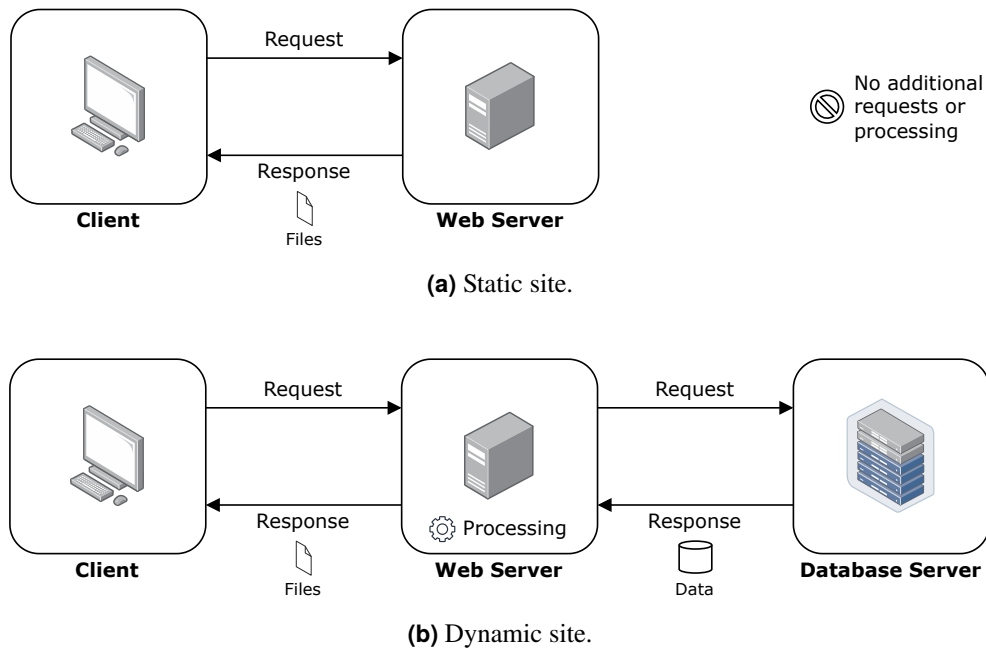 Request
Response
Files
Client
Web Server
No additional
requests or
processing
(a) Static site.
Request
Request
Response
Processing
Response
Files
Data
Client
Web Server
Database Server
(b) Dynamic site.